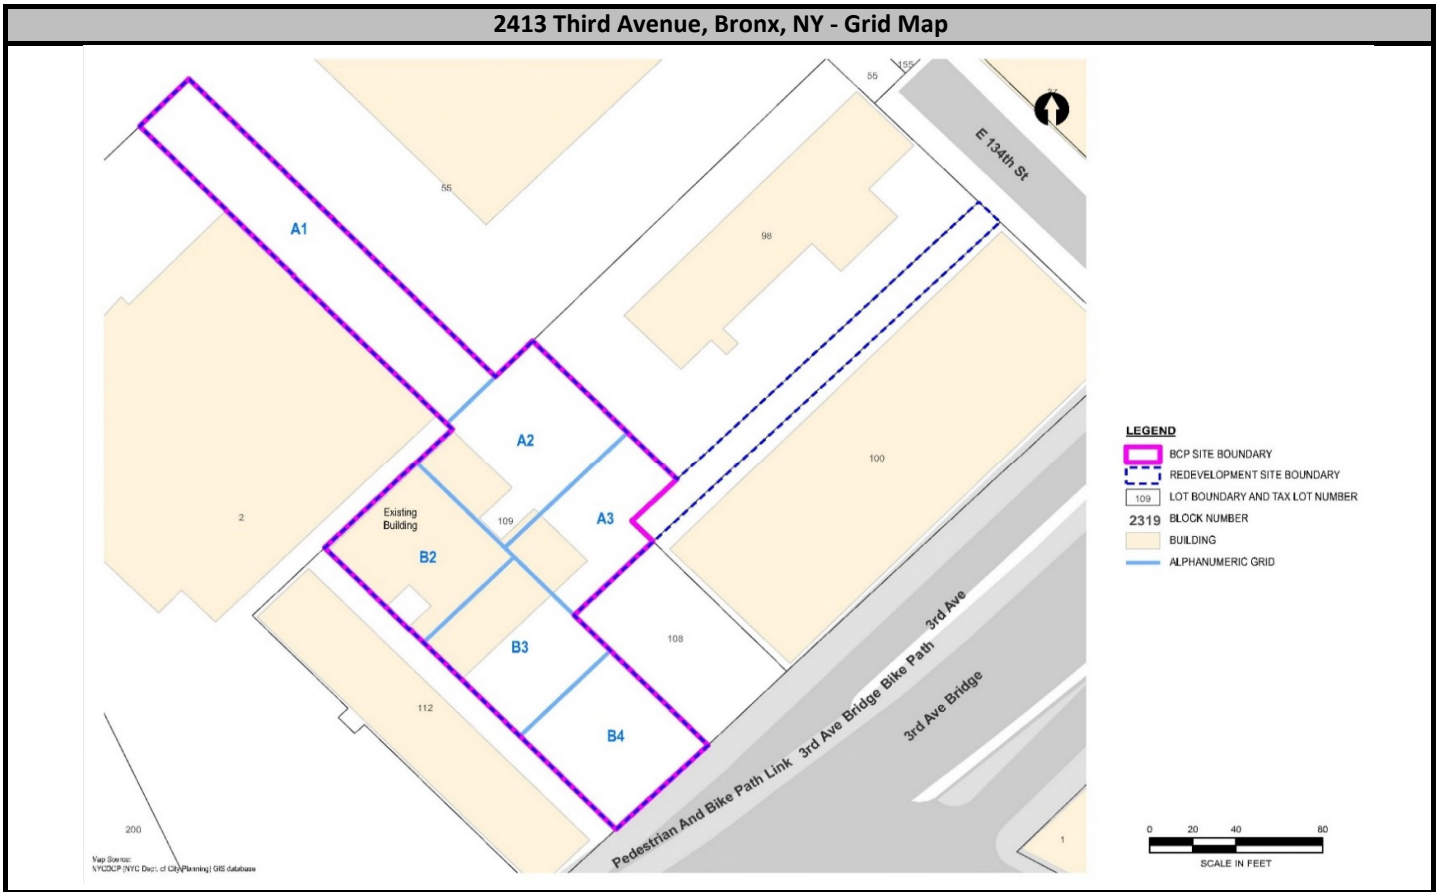 2413 Third Avenue, Bronx, NY - Grid Map
155
55
E 134th St
55
A1
98
A2
100
109
A3
Existing
Building
2
B2
LEGEND
BCP SITE BOUNDARY
REDEVELOPMENT SITE BOUNDARY
109 LOT BOUNDARY AND TAX LOT NUMBER
2319 BLOCK NUMBER
BUILDING
ALPHANUMERIC GRID
B3
108
3rd Ave
112
B4
3rd Ave Bridge Bike Path
3rd Ave Bridge
Pedestrian And Bike Path Link
200
1
0 20 40 80
SCALE IN FEET
Map Source:
NYCDCP (NYC Dept. of City Planning) GIS database